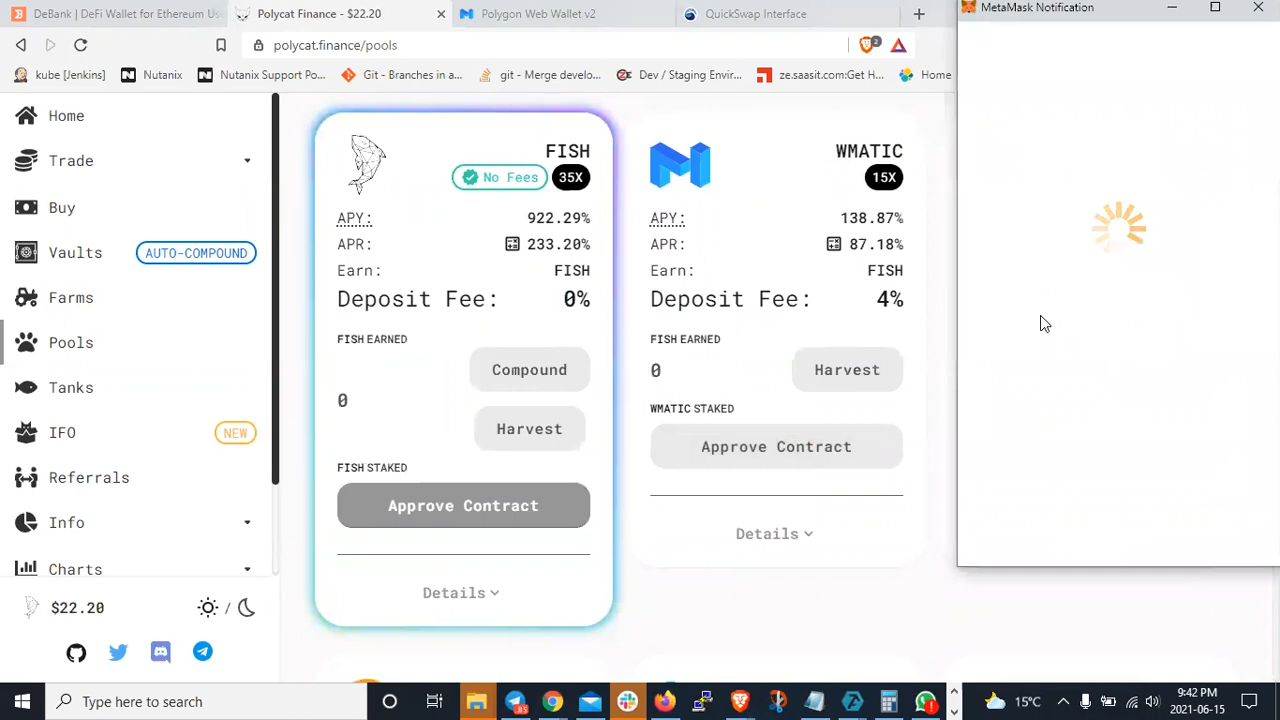 DeBank | DeFi Wallet for Ethereum Us
Polycat Finance - $22.20
Polygon Web Wallet v2
QuickSwap Interface
MetaMask Notification
polycat.finance/pools
2
kube [Jenkins]
Nutanix
Nutanix Support Po...
Git - Branches in a...
git - Merge develo...
Dev / Staging Envir...
ze.saasit.com:Get H...
Home
Home
Trade
Buy
Vaults
AUTO-COMPOUND
Farms
Pools
Tanks
IFO
NEW
Referrals
Info
Charts
$22.20
/
FISH
No Fees
35X
APY:
922.29%
APR:
233.20%
Earn:
FISH
Deposit Fee:
0%
FISH EARNED
Compound
0
Harvest
FISH STAKED
Approve Contract
Details
WMATIC
15X
APY:
138.87%
APR:
87.18%
Earn:
FISH
Deposit Fee:
4%
FISH EARNED
0
Harvest
WMATIC STAKED
Approve Contract
Details
Type here to search
85
15°C
9:42 PM
2021-06-15